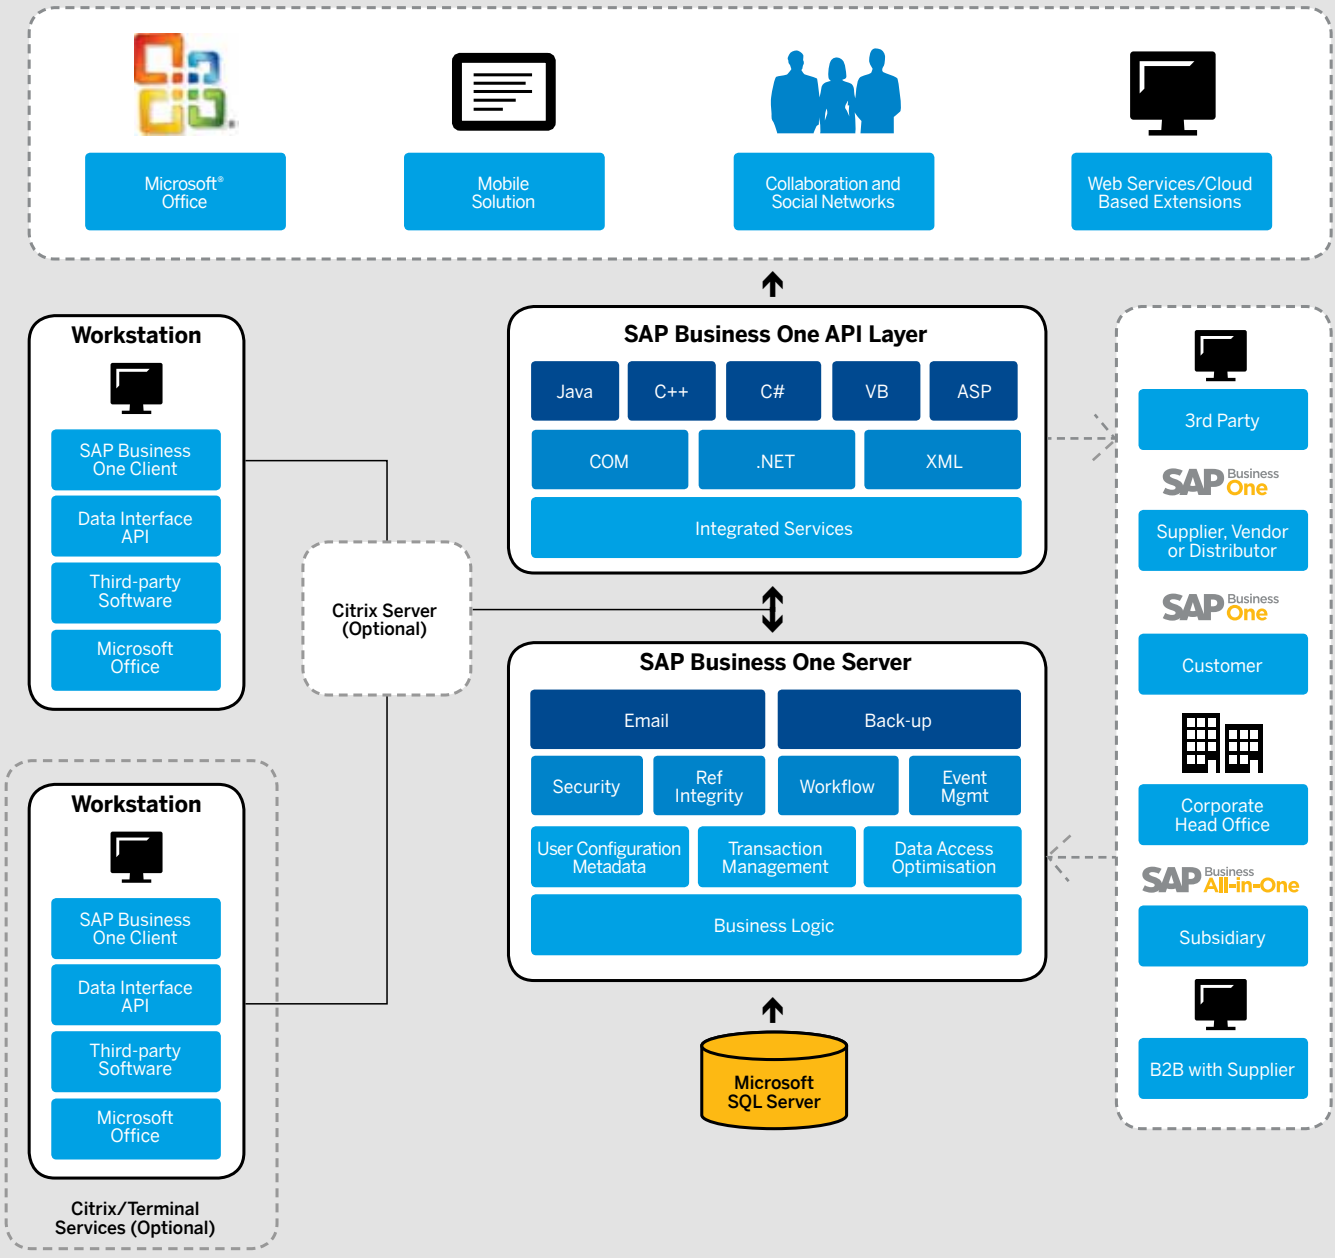 Microsoft®
Office
Mobile
Solution
Collaboration and
Social Networks
Web Services/Cloud
Based Extensions
Workstation
SAP Business
One Client
Data Interface
API
Third-party
Software
Microsoft
Office
Workstation
SAP Business
One Client
Data Interface
API
Third-party
Software
Microsoft
Office
Citrix/Terminal
Services (Optional)
Citrix Server
(Optional)
SAP Business One API Layer
Java
C++
C#
VB
ASP
COM
.NET
XML
Integrated Services
SAP Business One Server
Email
Back-up
Security
Ref
Integrity
Workflow
Event
Mgmt
User Configuration
Metadata
Transaction
Management
Data Access
Optimisation
Business Logic
Microsoft
SQL Server
3rd Party
SAP Business
One
Supplier, Vendor
or Distributor
SAP Business
One
Customer
Corporate
Head Office
SAP Business
All-in-One
Subsidiary
B2B with Supplier